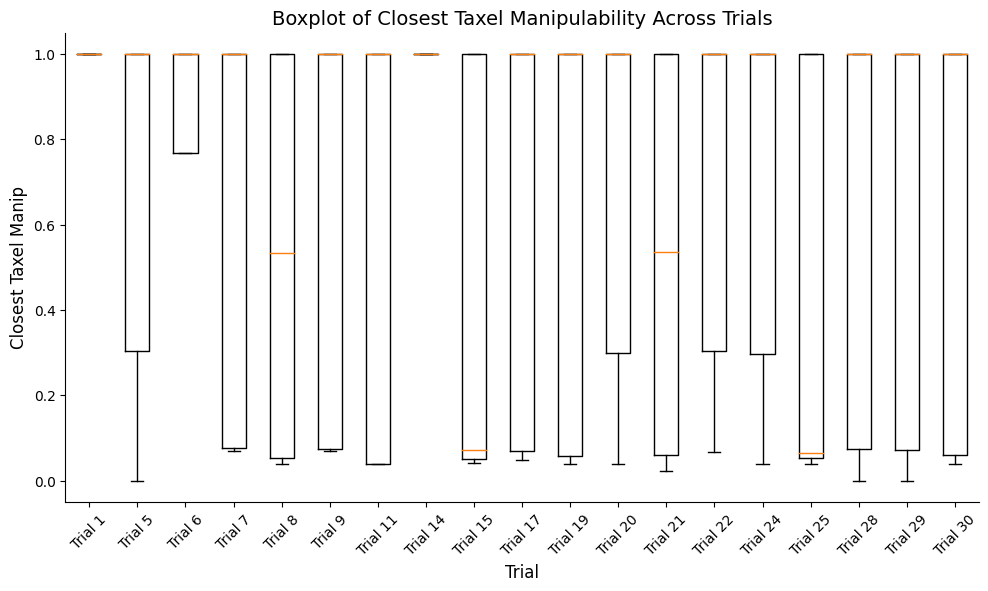 Boxplot of Closest Taxel Manipulability Across Trials
Closest Taxel Manip
1.0
0.8
0.6
0.4
0.2
0.0
Trial 1
Trial 5
Trial 6
Trial 7
Trial 8
Trial 9
Trial 11
Trial 14
Trial 15
Trial 17
Trial 19
Trial 20
Trial 21
Trial 22
Trial 24
Trial 25
Trial 28
Trial 29
Trial 30
Trial